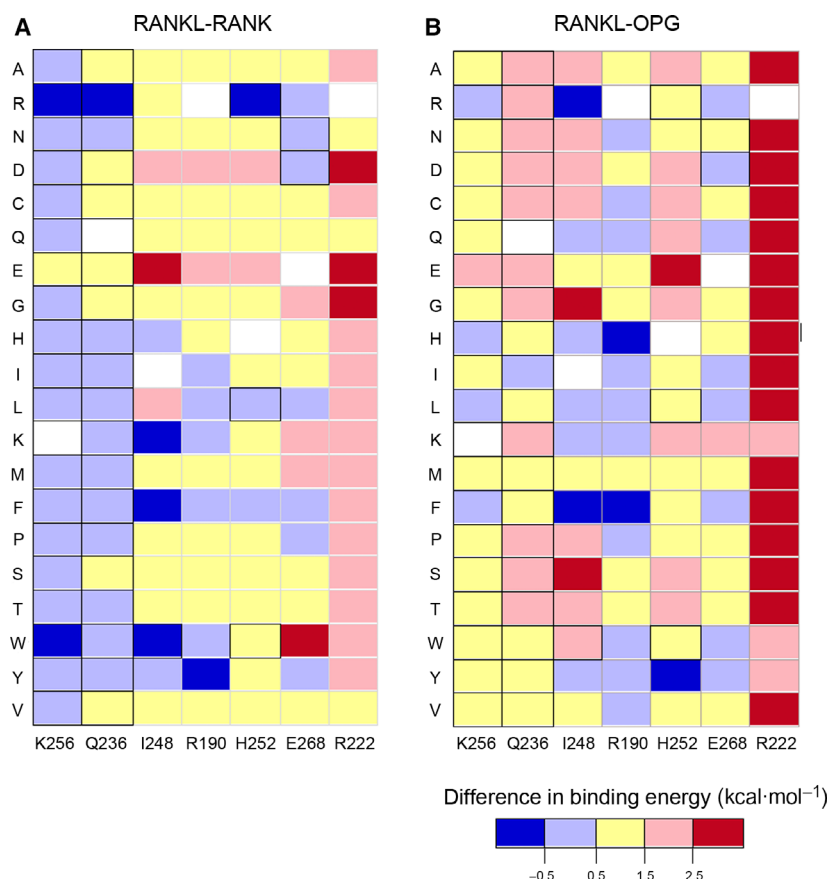 A RANKL-RANK
B RANKL-OPG
A
R
N
D
C
Q
E
G
H
I
L
K
M
F
P
S
T
W
Y
V
K256 Q236 I248 R190 H252 E268 R222
A
R
N
D
C
Q
E
G
H
I
L
K
M
F
P
S
T
W
Y
V
K256 Q236 I248 R190 H252 E268 R222
Difference in binding energy (kcal·mol⁻¹)
−0.5 0.5 1.5 2.5